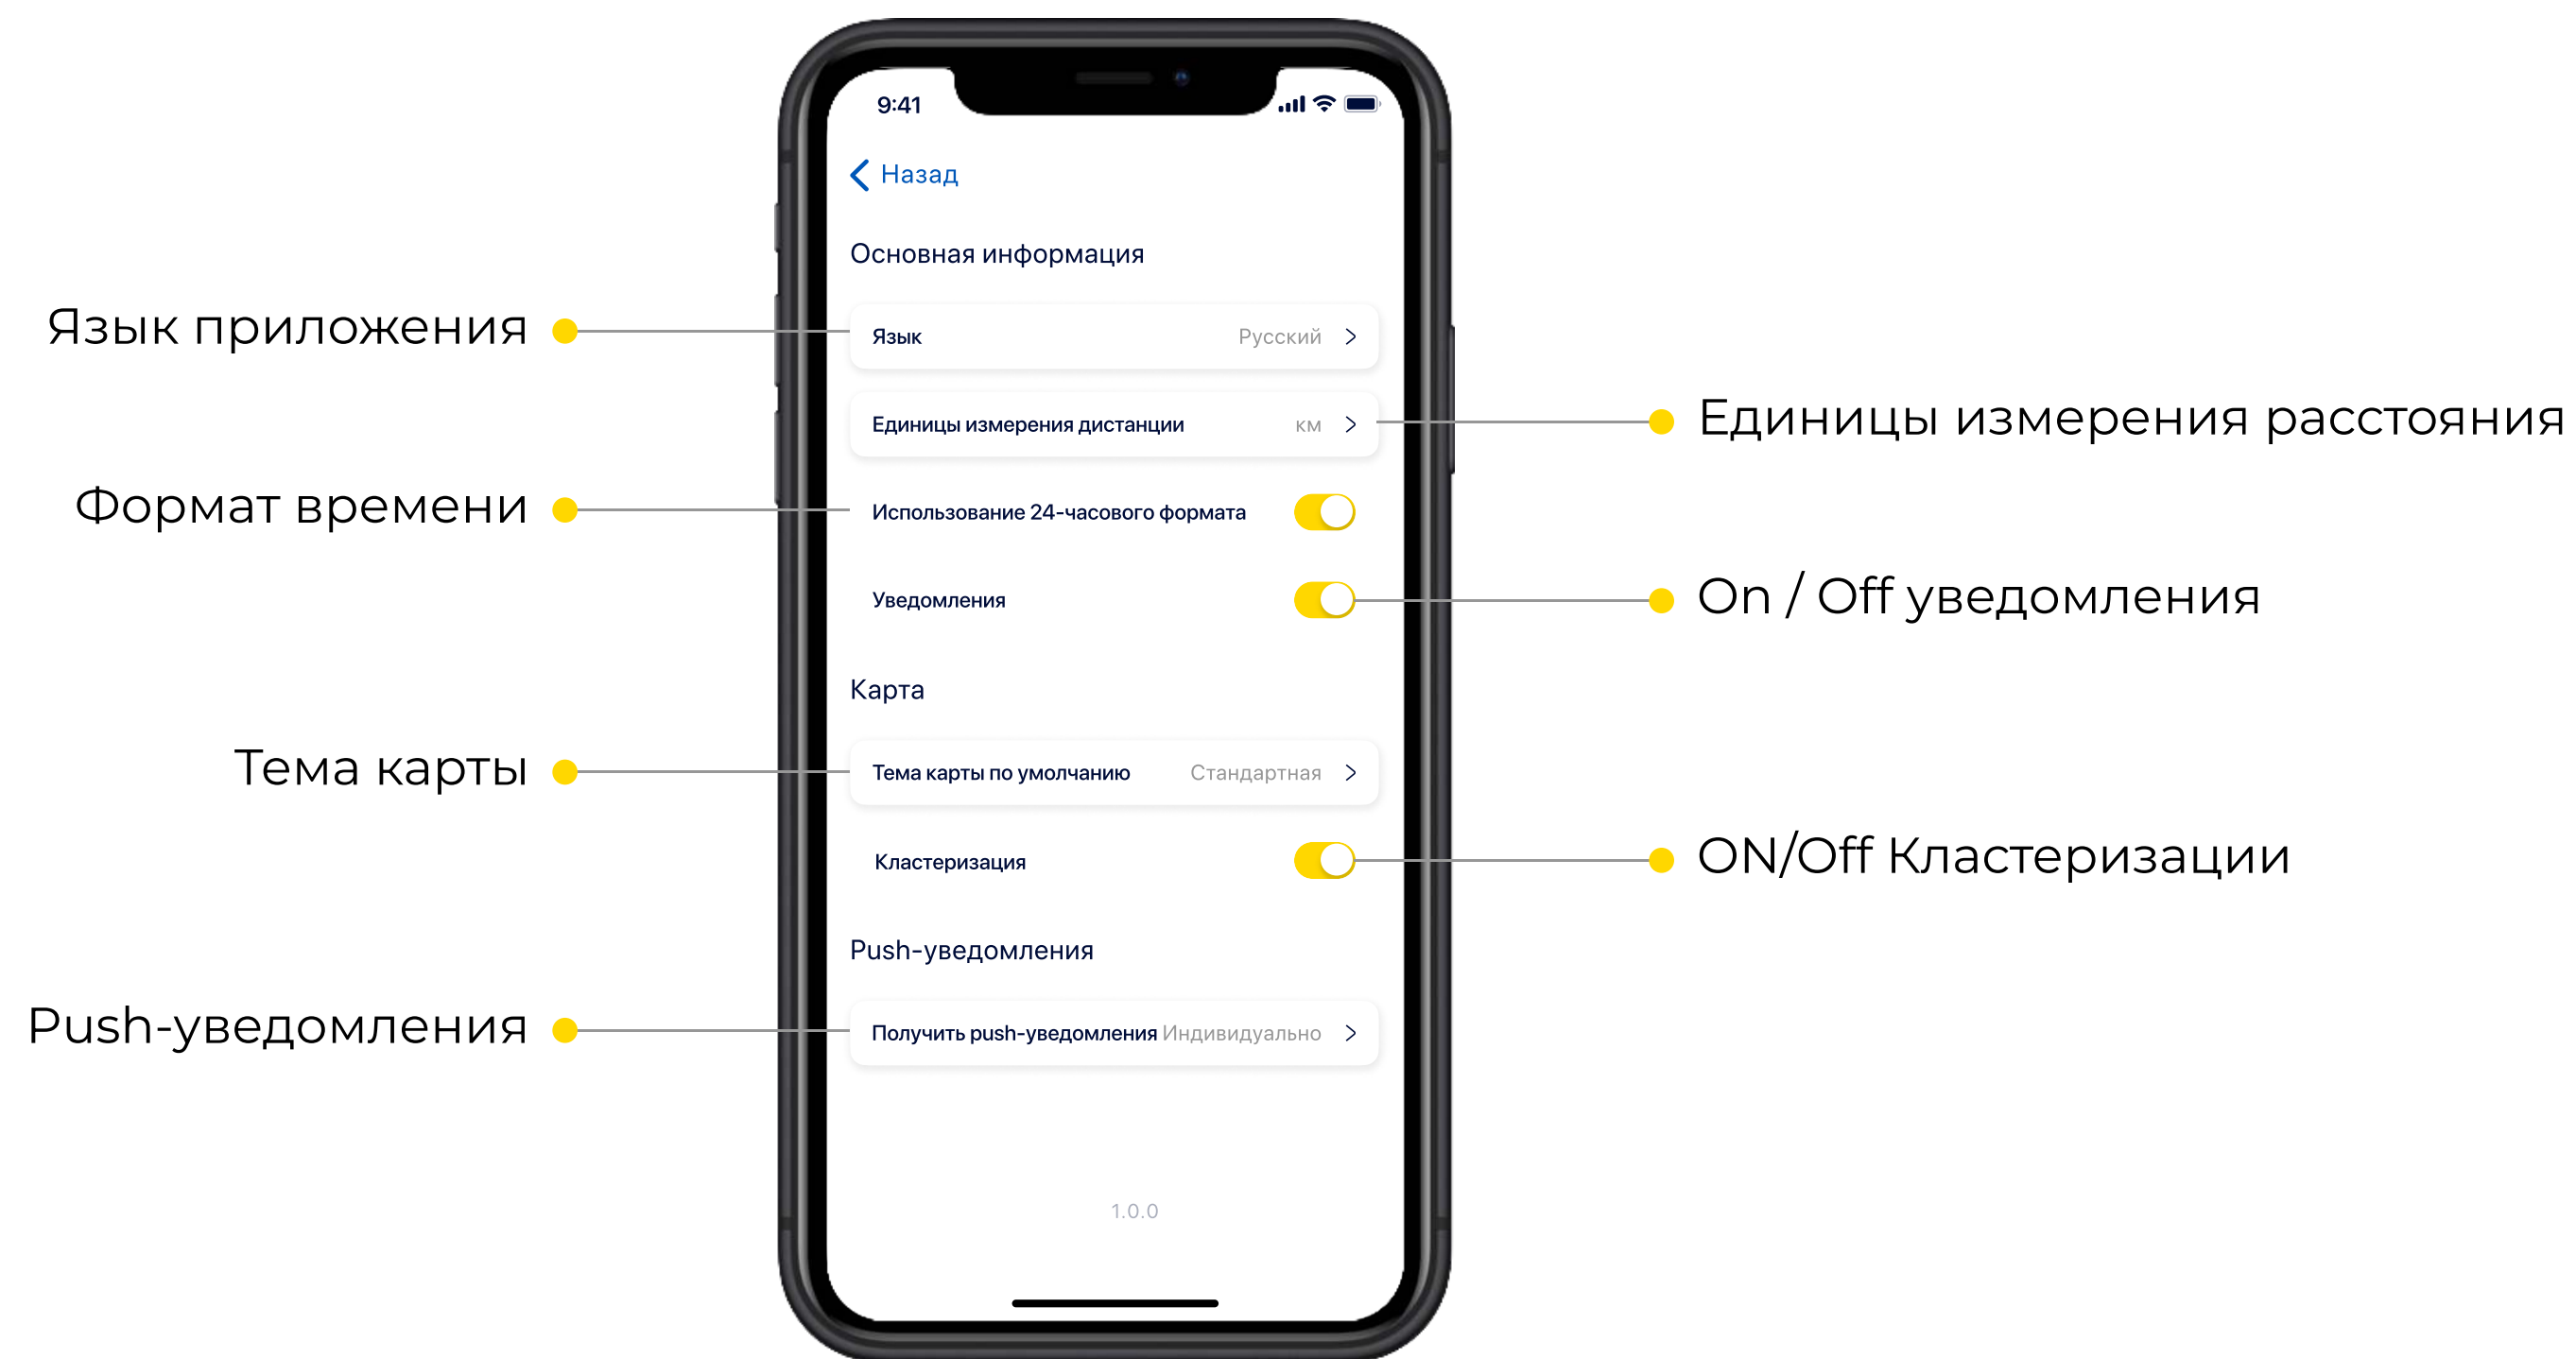 9:41
Назад
Основная информация
Язык приложения
Язык Русский
Единицы измерения дистанции км
Единицы измерения расстояния
Формат времени
Использование 24-часового формата
Уведомления
On / Off уведомления
Карта
Тема карты
Тема карты по умолчанию Стандартная
Кластеризация
ON/Off Кластеризации
Push-уведомления
Push-уведомления
Получить push-уведомления Индивидуально
1.0.0